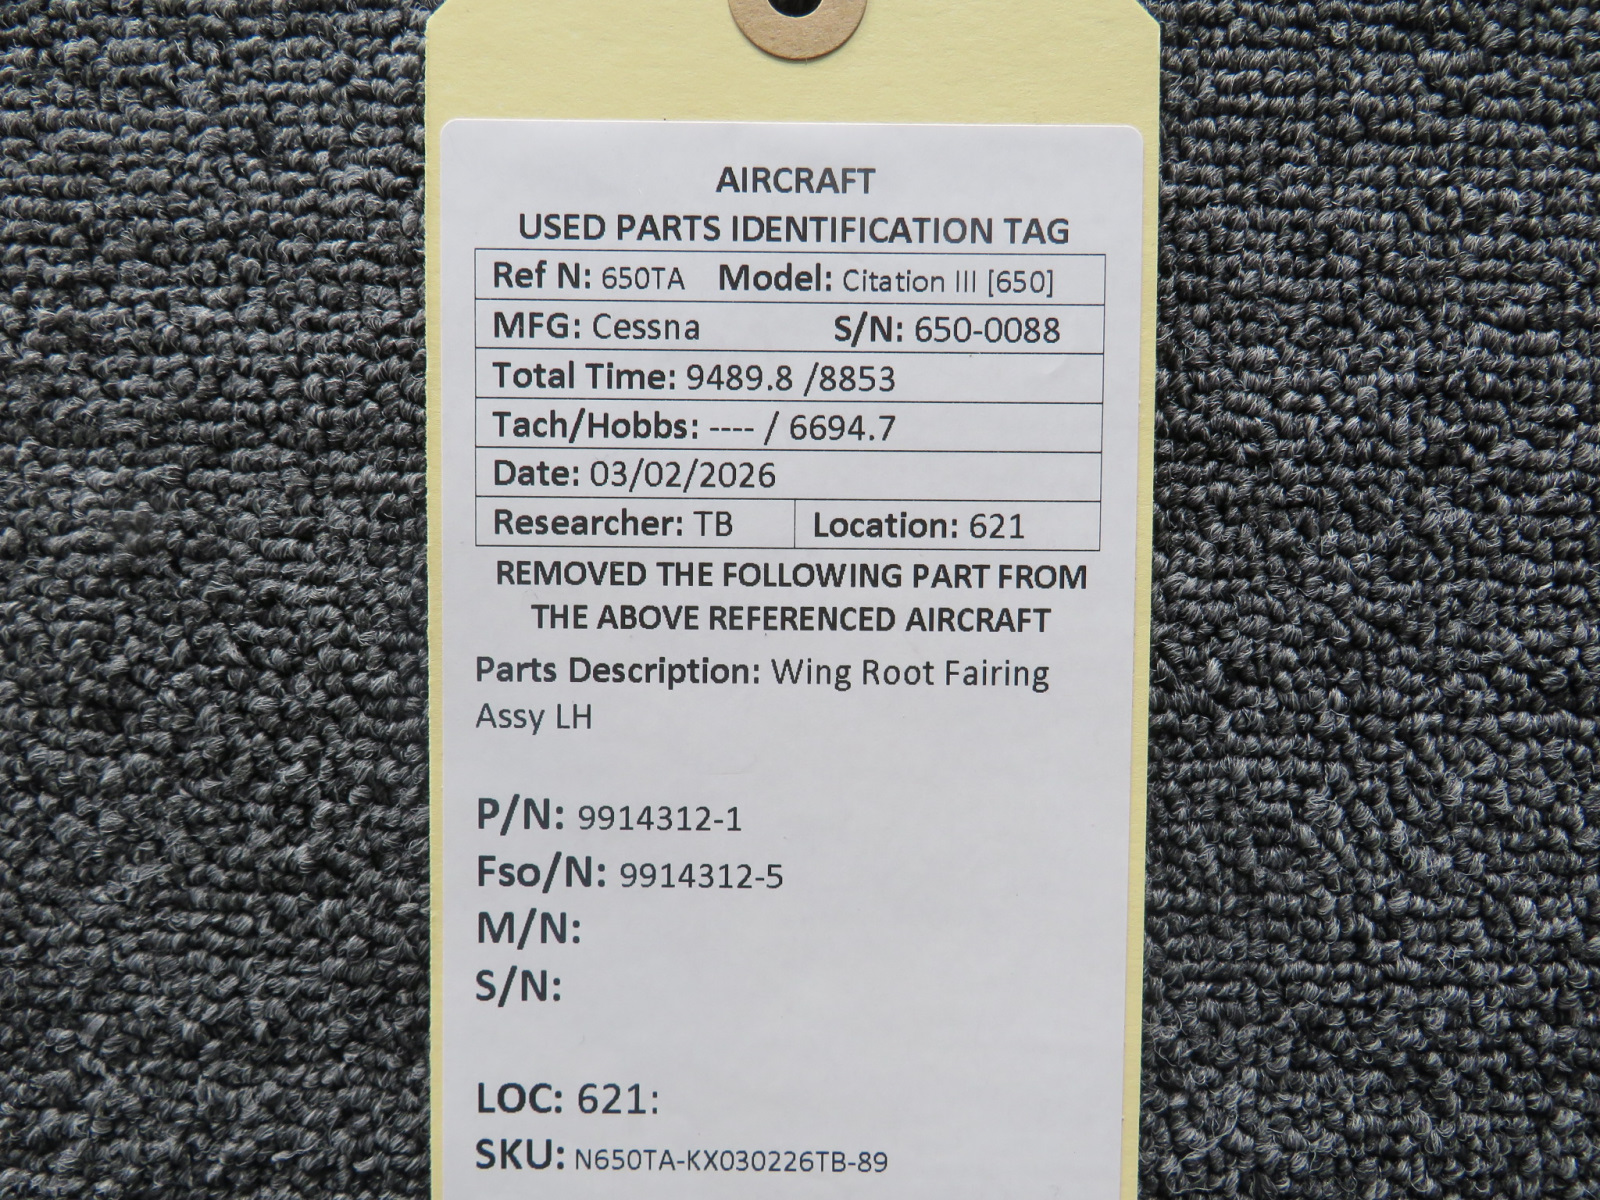 AIRCRAFT
USED PARTS IDENTIFICATION TAG
Ref N: 650TA Model: Citation III [650]
MFG: Cessna S/N: 650-0088
Total Time: 9489.8 /8853
Tach/Hobbs: ---- / 6694.7
Date: 03/02/2026
Researcher: TB Location: 621
REMOVED THE FOLLOWING PART FROM
THE ABOVE REFERENCED AIRCRAFT
Parts Description: Wing Root Fairing
Assy LH
P/N: 9914312-1
Fso/N: 9914312-5
M/N:
S/N:
LOC: 621:
SKU: N650TA-KX030226TB-89